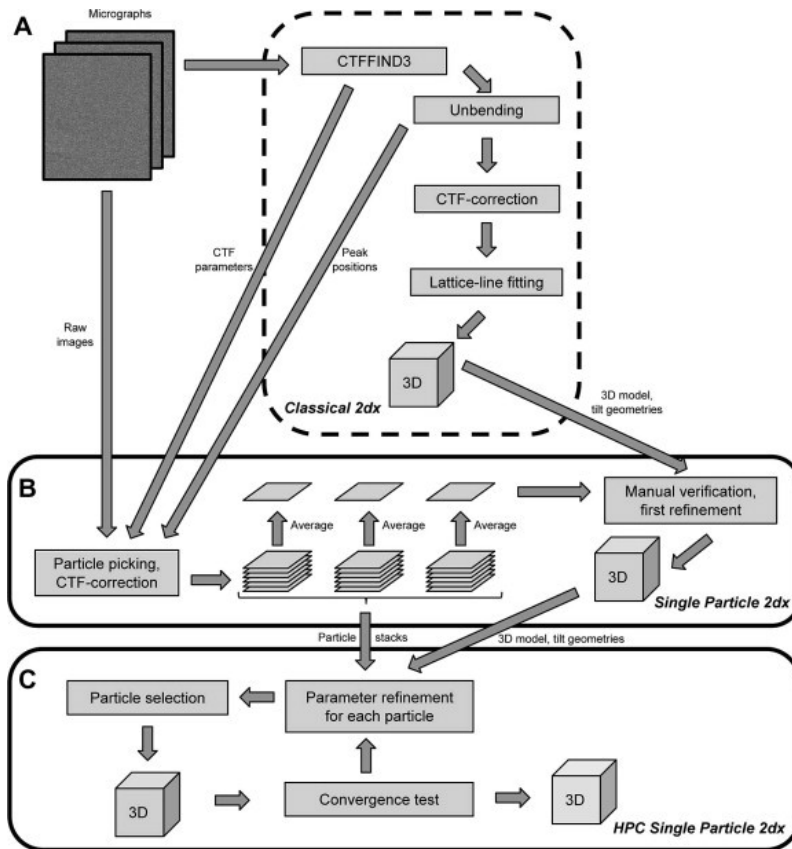 Micrographs
A
CTFFIND3
Unbending
CTF-correction
CTF
parameters
Peak
positions
Lattice-line fitting
Raw
images
3D
Classical 2dx
3D model,
tilt geometries
B
Manual verification,
first refinement
Average
Average
Average
Particle picking,
CTF-correction
3D
Single Particle 2dx
Particle stacks
3D model, tilt geometries
C
Particle selection
Parameter refinement
for each particle
3D
Convergence test
3D
HPC Single Particle 2dx